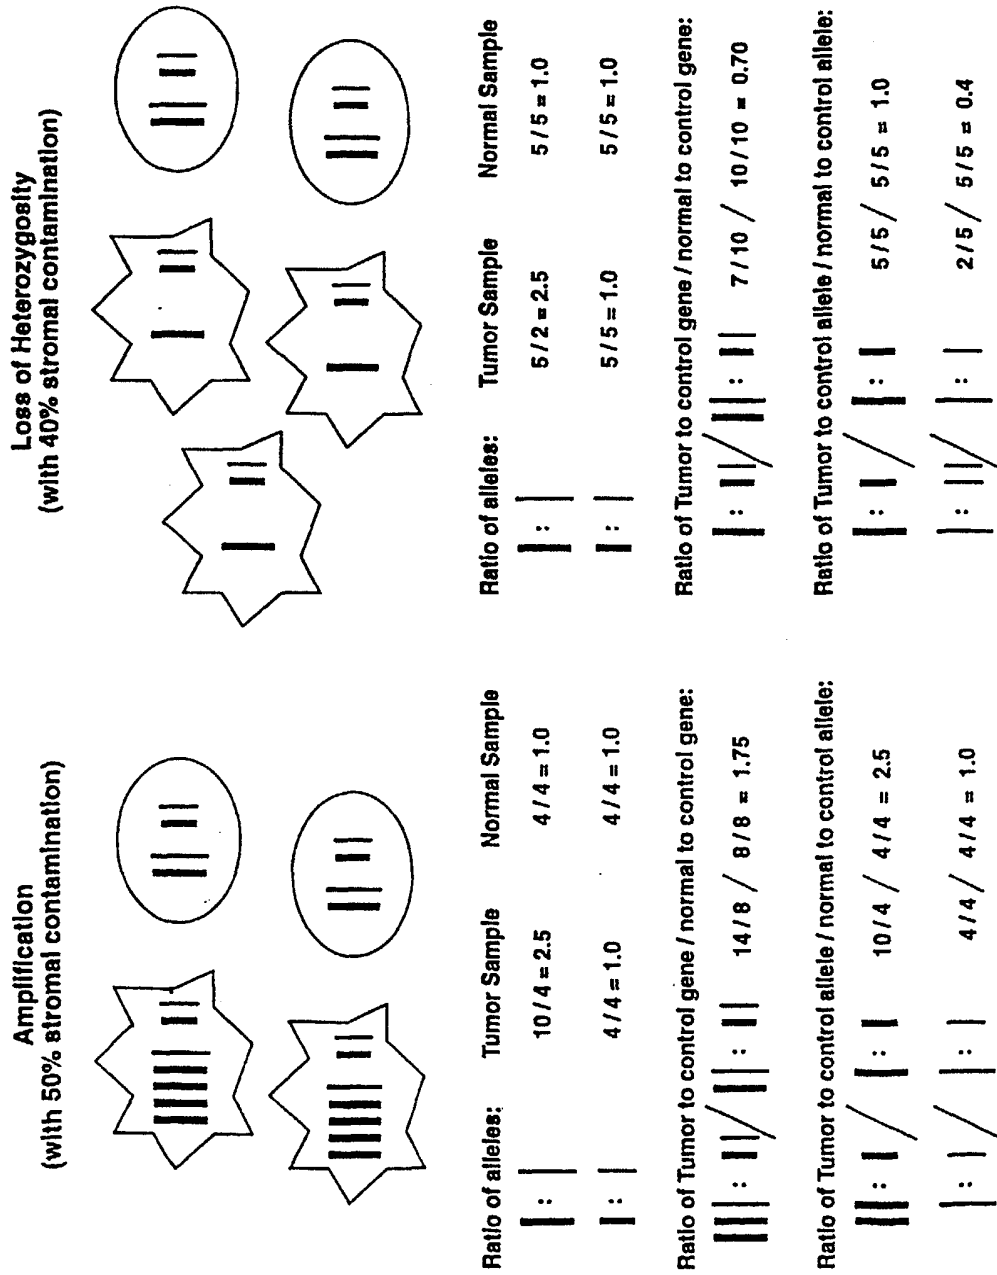 Amplification
(with 50% stromal contamination)
Ratio of alleles:
Tumor Sample
Normal Sample
: 10/4 = 2.5 4/4 = 1.0
: 4/4 = 1.0 4/4 = 1.0
Ratio of Tumor to control gene / normal to control gene:
: / : 14/8 / 8/8 = 1.75
Ratio of Tumor to control allele / normal to control allele:
: / : 10/4 / 4/4 = 2.5
: / : 4/4 / 4/4 = 1.0
Loss of Heterozygosity
(with 40% stromal contamination)
Ratio of alleles:
Tumor Sample
Normal Sample
: 5/2 = 2.5 5/5 = 1.0
: 5/5 = 1.0 5/5 = 1.0
Ratio of Tumor to control gene / normal to control gene:
: / : 7/10 / 10/10 = 0.70
Ratio of Tumor to control allele / normal to control allele:
: / : 5/5 / 5/5 = 1.0
: / : 2/5 / 5/5 = 0.4